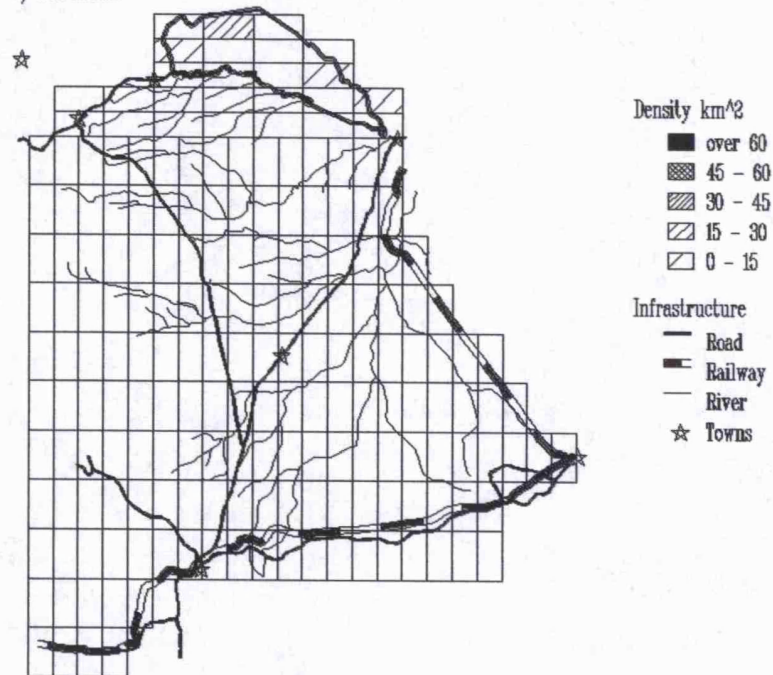 Density km^2
over 60
45 - 60
30 - 45
15 - 30
0 - 15
Infrastructure
Road
Railway
River
Towns